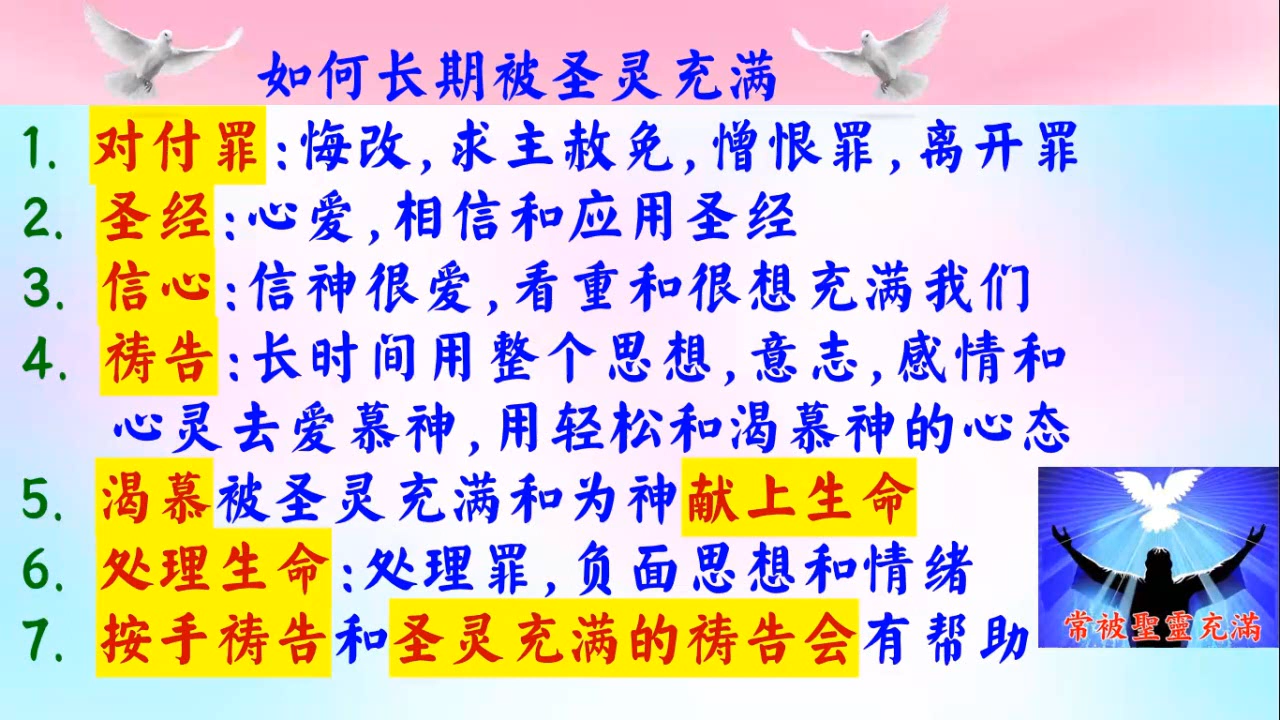 如何长期被圣灵充满
1. 对付罪:悔改,求主赦免,憎恨罪,离开罪
2. 圣经:心爱,相信和应用圣经
3. 信心:信神很爱,看重和很想充满我们
4. 祷告:长时间用整个思想,意志,感情和
心灵去爱慕神,用轻松和渴慕神的心态
5. 渴慕被圣灵充满和为神献上生命
6. 处理生命:处理罪,负面思想和情绪
7. 按手祷告和圣灵充满的祷告会有帮助
常被聖靈充滿